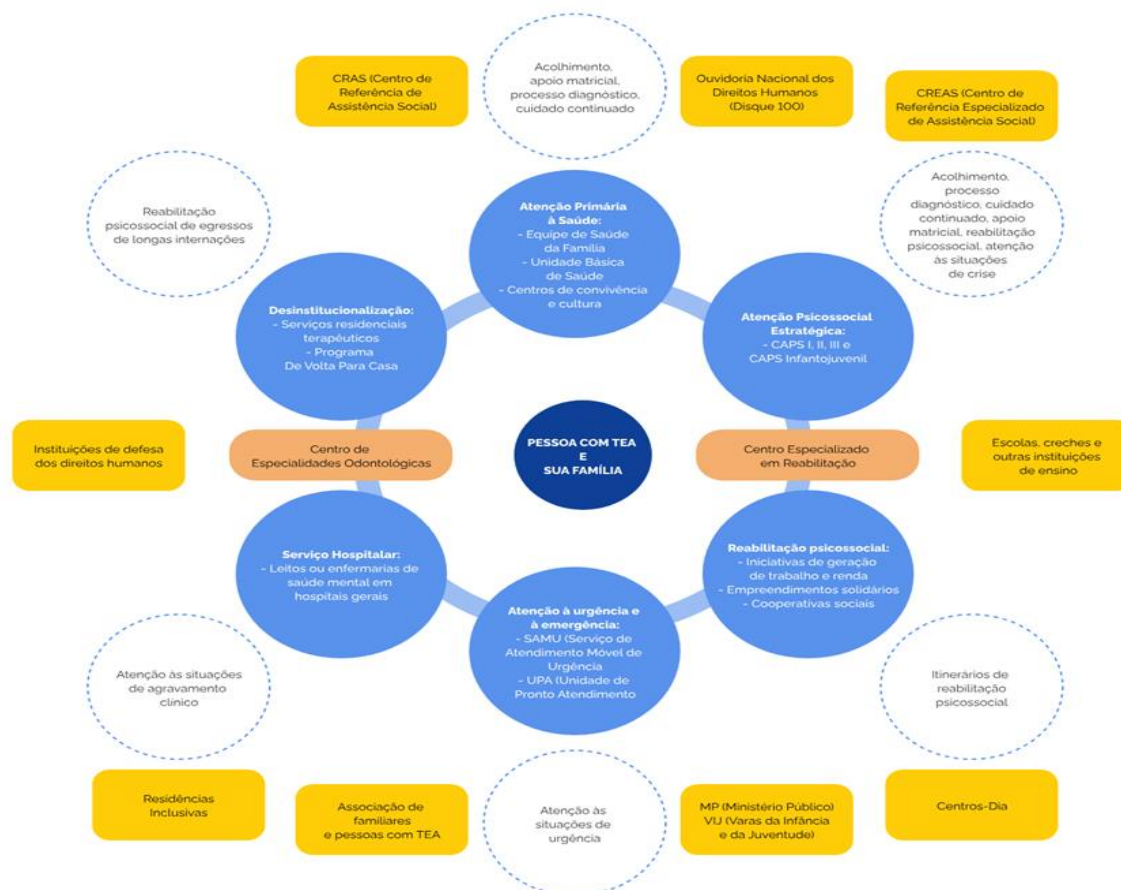 CRAS (Centro de
Referência de
Assistência Social)
Acolhimento,
apoio matricial,
processo diagnóstico,
cuidado continuado
Ouvidoria Nacional dos
Direitos Humanos
(Disque 100)
CREAS (Centro de
Referência Especializado
de Assistência Social)
Reabilitação
psicossocial de egressos
de longas internações
Atenção Primária
à Saúde:
- Equipe de Saúde
da Família
- Unidade Básica
de Saúde
- Centros de convivência
e cultura
Acolhimento,
processo
diagnóstico, cuidado
continuado, apoio
matricial, reabilitação
psicossocial, atenção
às situações
de crise
Desinstitucionalização:
- Serviços residenciais
terapêuticos
- Programa
De Volta Para Casa
Atenção Psicossocial
Estratégica:
- CAPS I, II, III e
CAPS Infantojuvenil
Instituições de defesa
dos direitos humanos
Centro de
Especialidades Odontológicas
PESSOA COM TEA
E
SUA FAMÍLIA
Centro Especializado
em Reabilitação
Escolas, creches e
outras instituições
de ensino
Serviço Hospitalar:
- Leitos ou enfermarias de
saúde mental em
hospitais gerais
Atenção à urgência e
à emergência:
- SAMU (Serviço de
Atendimento Móvel de
Urgência
- UPA (Unidade de
Pronto Atendimento
Reabilitação psicossocial:
- Iniciativas de geração
de trabalho e renda
- Empreendimentos solidários
- Cooperativas sociais
Atenção às situações
de agravamento
clínico
Itinerários de
reabilitação
psicossocial
Residências
Inclusivas
Associação de
familiares
e pessoas com TEA
Atenção às
situações de
urgência
MP (Ministério Público)
VIJ (Varas da Infância
e da Juventude)
Centros-Dia